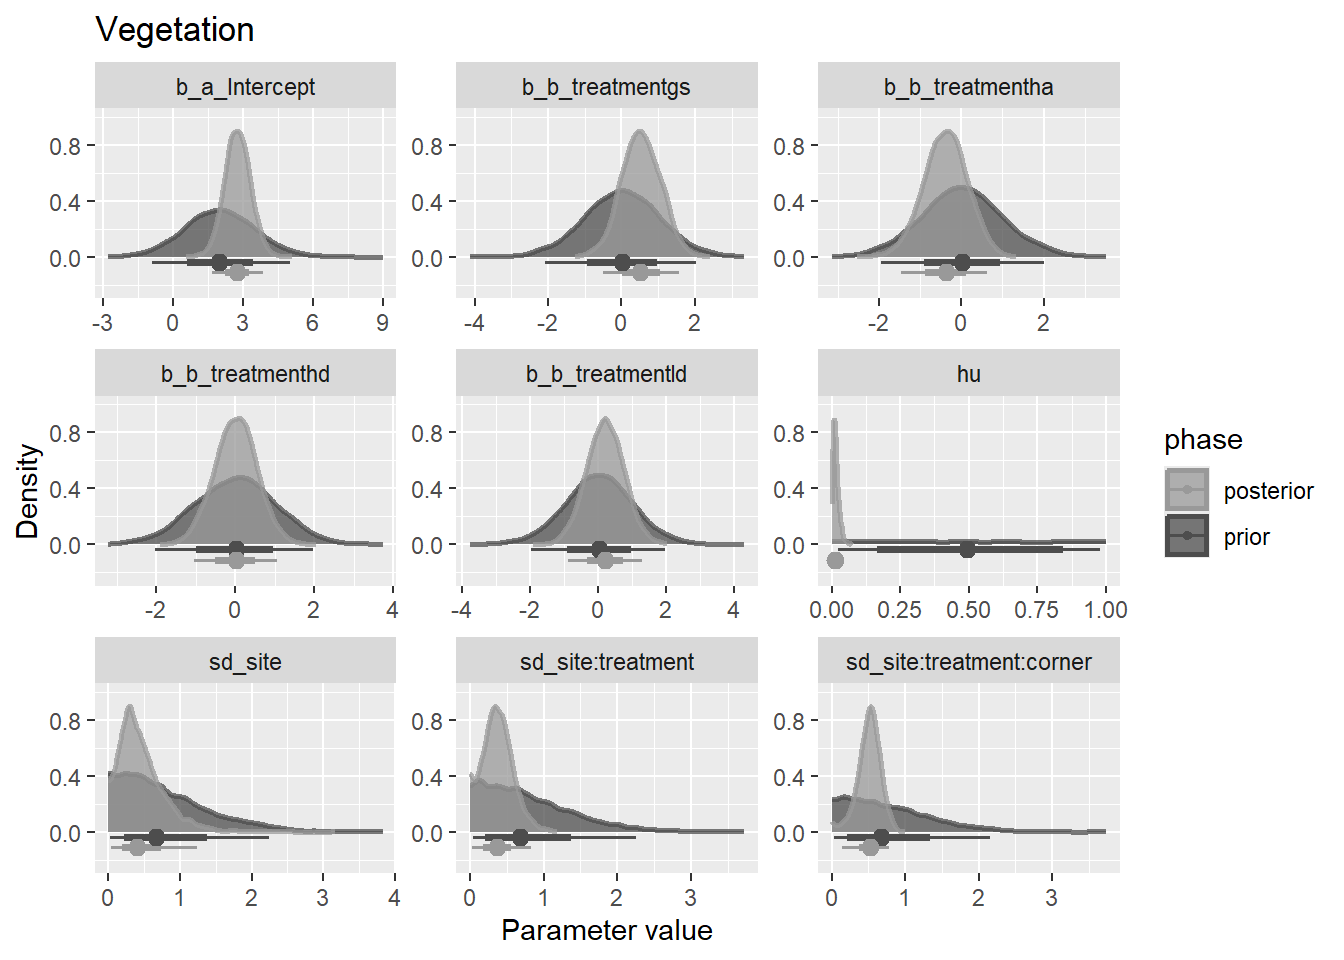 Vegetation
b_a_Intercept b_b_treatmentgs b_b_treatmentha
0.8 0.8 0.8
0.4 0.4 0.4
0.0 0.0 0.0
-3 0 3 6 9 -4 -2 0 2 -2 0 2
b_b_treatmenthd b_b_treatmentld hu
0.8 0.8 0.8
0.4 0.4 0.4
0.0 0.0 0.0
-2 0 2 4 -4 -2 0 2 4 0.00 0.25 0.50 0.75 1.00
sd_site sd_site:treatment sd_site:treatment:corner
0.8 0.8 0.8
0.4 0.4 0.4
0.0 0.0 0.0
0 1 2 3 4 0 1 2 3 0 1 2 3
Parameter value
Density
phase
posterior
prior